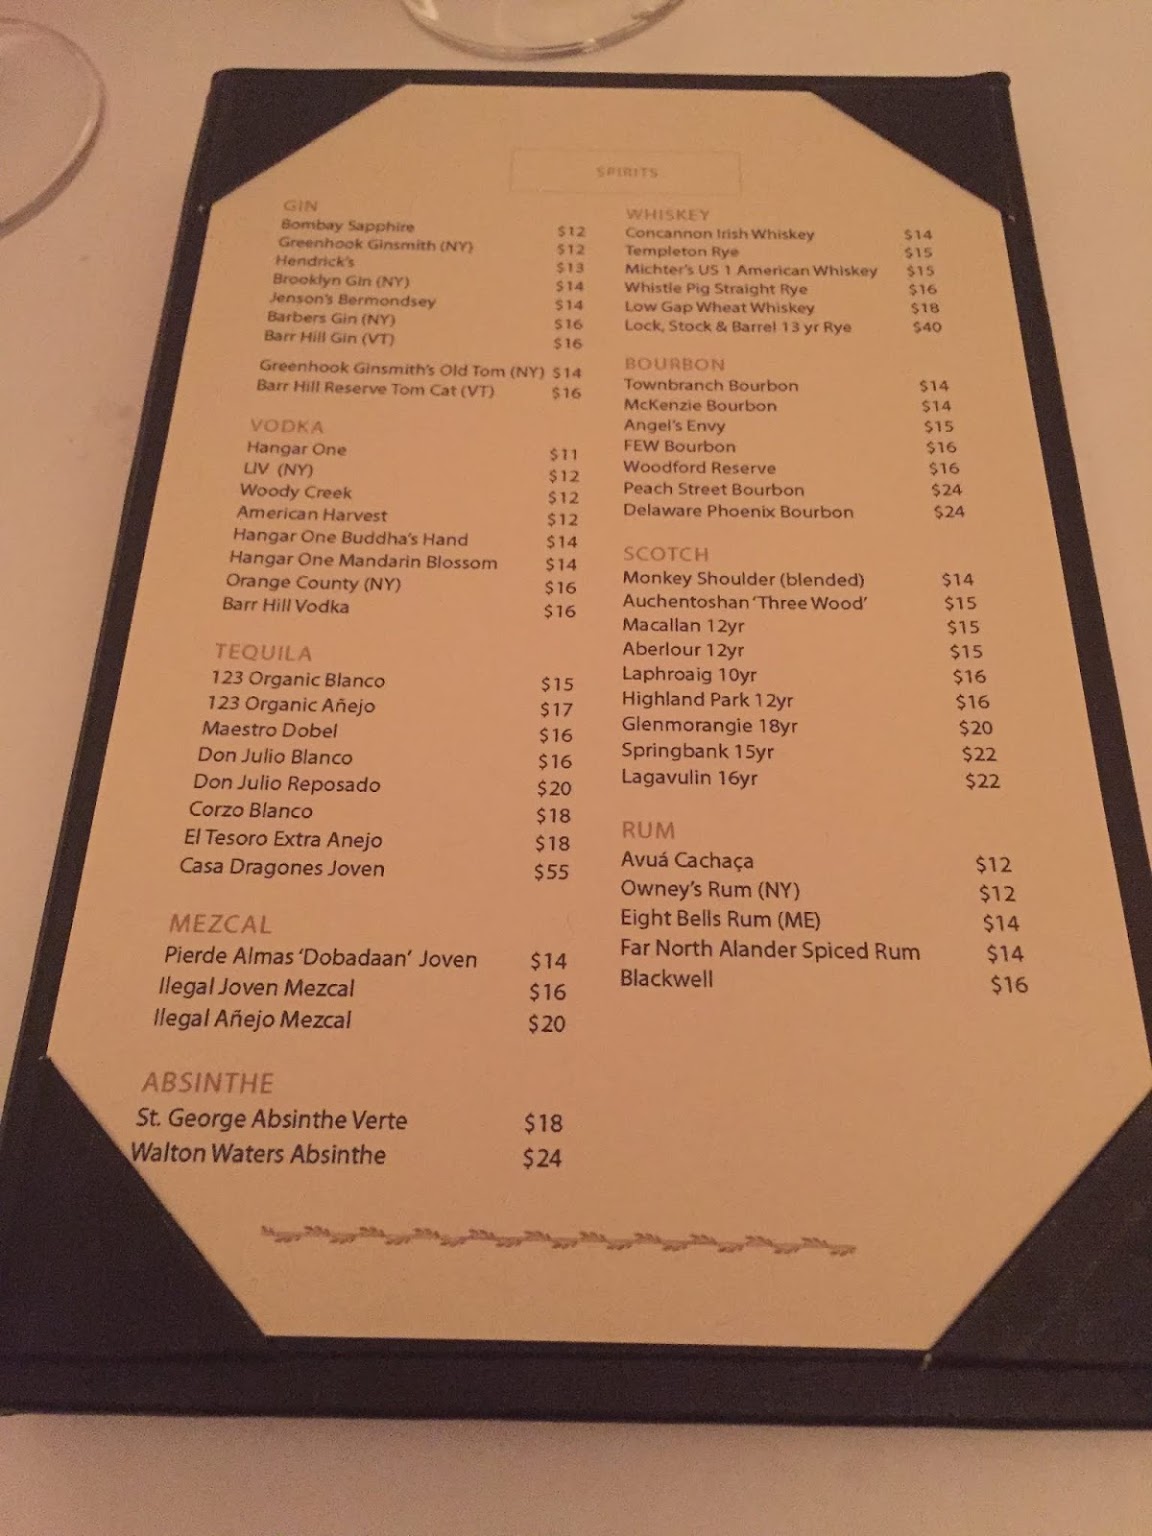 SPIRITS
GIN
Bombay Sapphire $12
Greenhook Ginsmith (NY) $12
Hendrick's $13
Brooklyn Gin (NY) $14
Jenson's Bermondsey $14
Barbers Gin (NY) $16
Barr Hill Gin (VT) $16
Greenhook Ginsmith's Old Tom (NY) $14
Barr Hill Reserve Tom Cat (VT) $16
VODKA
Hangar One $11
LIV (NY) $12
Woody Creek $12
American Harvest $12
Hangar One Buddha's Hand $14
Hangar One Mandarin Blossom $14
Orange County (NY) $16
Barr Hill Vodka $16
TEQUILA
123 Organic Blanco $15
123 Organic Añejo $17
Maestro Dobel $16
Don Julio Blanco $16
Don Julio Reposado $20
Corzo Blanco $18
El Tesoro Extra Anejo $18
Casa Dragones Joven $55
MEZCAL
Pierde Almas 'Dobadaan' Joven $14
Ilegal Joven Mezcal $16
Ilegal Añejo Mezcal $20
ABSINTHE
St. George Absinthe Verte $18
Walton Waters Absinthe $24
WHISKEY
Concannon Irish Whiskey $14
Templeton Rye $15
Michter's US 1 American Whiskey $15
Whistle Pig Straight Rye $16
Low Gap Wheat Whiskey $18
Lock, Stock & Barrel 13 yr Rye $40
BOURBON
Townbranch Bourbon $14
McKenzie Bourbon $14
Angel's Envy $15
FEW Bourbon $16
Woodford Reserve $16
Peach Street Bourbon $24
Delaware Phoenix Bourbon $24
SCOTCH
Monkey Shoulder (blended) $14
Auchentoshan 'Three Wood' $15
Macallan 12yr $15
Aberlour 12yr $15
Laphroaig 10yr $16
Highland Park 12yr $16
Glenmorangie 18yr $20
Springbank 15yr $22
Lagavulin 16yr $22
RUM
Avuá Cachaça $12
Owney's Rum (NY) $12
Eight Bells Rum (ME) $14
Far North Alander Spiced Rum $14
Blackwell $16